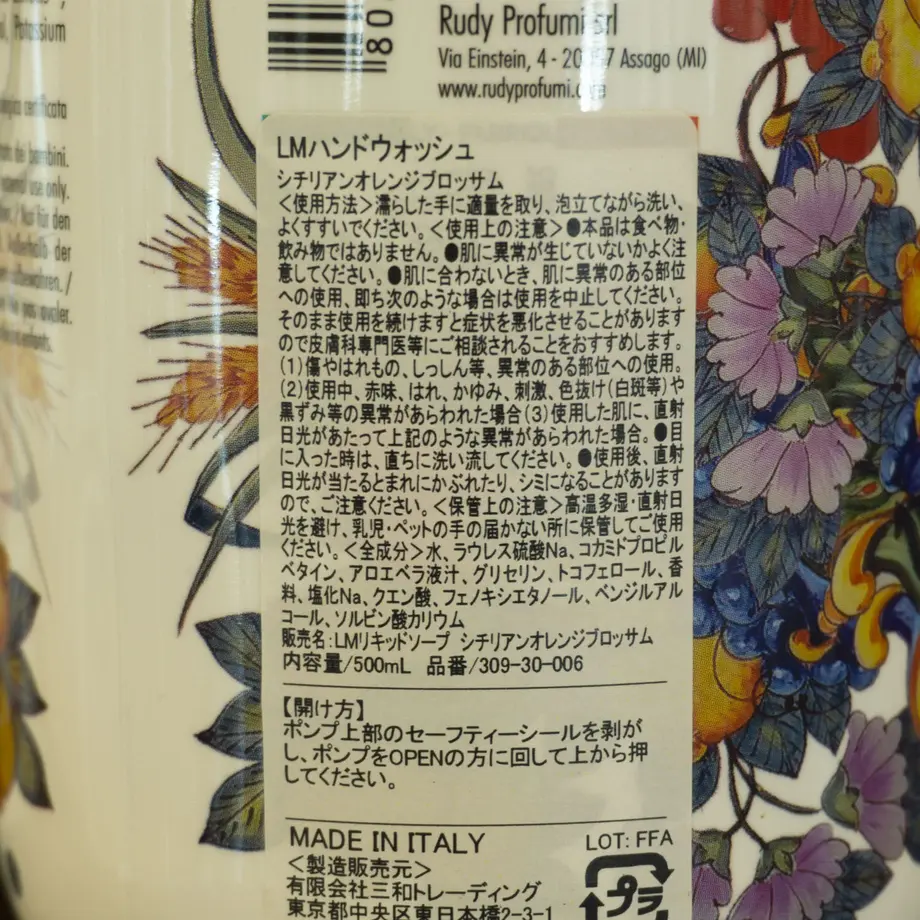 Potassium
logica certificata
bambini.
use only.
für den
der
pas avaler.
enfants.
Rudy Profumi srl
Via Einstein, 4 - 20 7 Assago (MI)
www.rudyprofumi.
LMハンドウォッシュ
シチリアンオレンジブロッサム
<使用方法>濡らした手に適量を取り、泡立てながら洗い、
よくすすいでください。<使用上の注意>●本品は食べ物・
飲み物ではありません。●肌に異常が生じていないかよく注
意してください。●肌に合わないとき、肌に異常のある部位
への使用、即ち次のような場合は使用を中止してください。
そのまま使用を続けますと症状を悪化させることがあります
ので皮膚科専門医等にご相談されることをおすすめします。
(1)傷やはれもの、しっしん等、異常のある部位への使用。
(2)使用中、赤味、はれ、かゆみ、刺激、色抜け(白斑等)や
黒ずみ等の異常があらわれた場合(3)使用した肌に、直射
日光があたって上記のような異常があらわれた場合。●目
に入った時は、直ちに洗い流してください。●使用後、直射
日光が当たるとまれにかぶれたり、シミになることがあります
ので、ご注意ください。<保管上の注意>高温多湿・直射日
光を避け、乳児・ペットの手の届かない所に保管してご使用
ください。<全成分>水、ラウレス硫酸Na、コカミドプロピル
ベタイン、アロエベラ液汁、グリセリン、トコフェロール、香
料、塩化Na、クエン酸、フェノキシエタノール、ベンジルアル
コール、ソルビン酸カリウム
販売名:LMリキッドソープ シチリアンオレンジブロッサム
内容量/500mL 品番/309-30-006
【開け方】
ポンプ上部のセーフティーシールを剥が
し、ポンプをOPENの方に回して上から押
してください。
MADE IN ITALY
LOT: FFA
<製造販売元>
有限会社三和トレーディング
東京都中央区東日本橋2-3-1
プラ